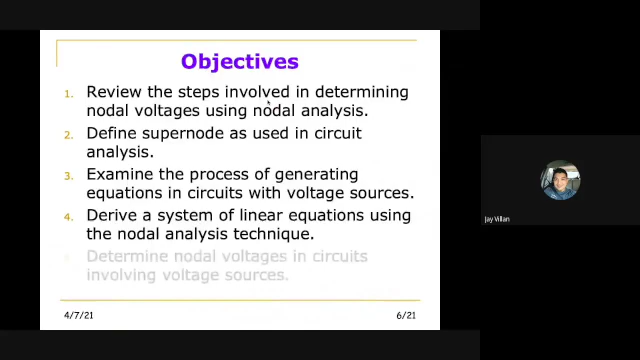 Objectives
1. Review the steps involved in determining
nodal voltages using nodal analysis.
2. Define supernode as used in circuit
analysis.
3. Examine the process of generating
equations in circuits with voltage sources.
4. Derive a system of linear equations using
the nodal analysis technique.
Determine nodal voltages in circuits
involving voltage sources.
4/7/21
6/21
Jay Villan